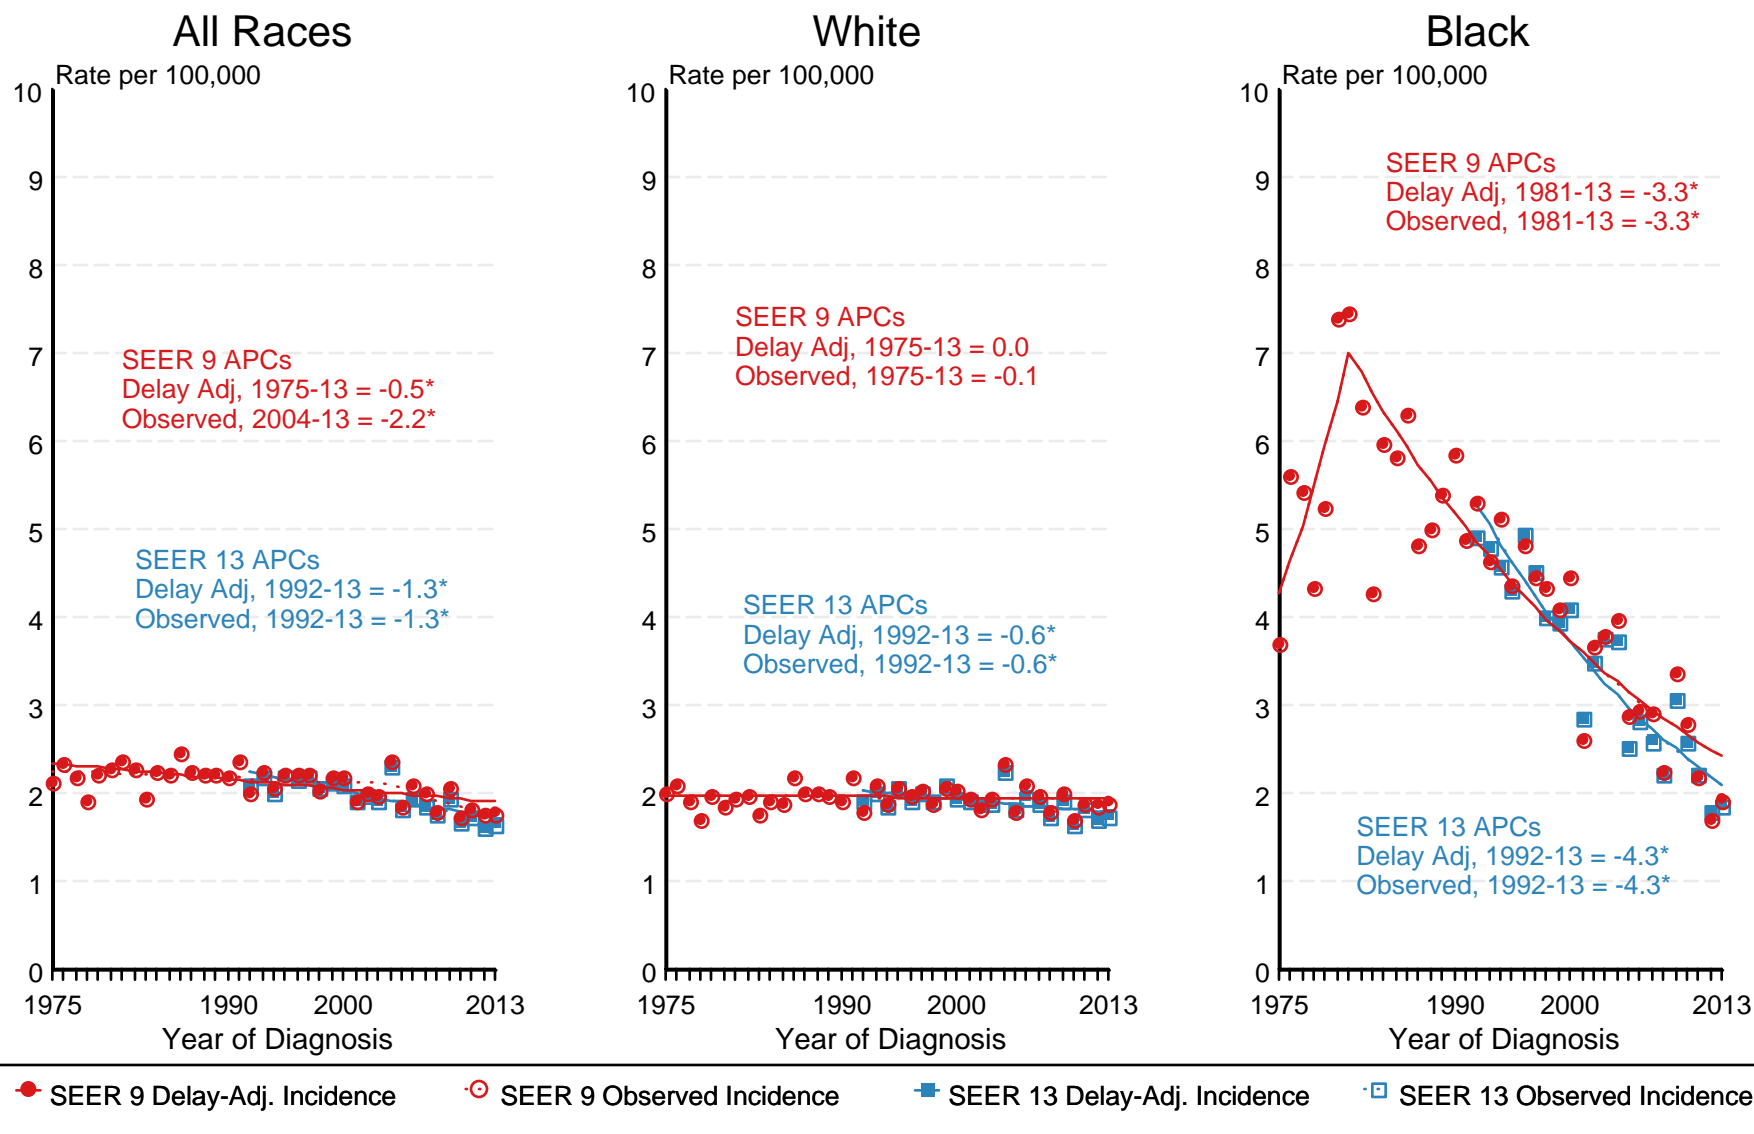 All Races
Rate per 100,000
10
9
8
7
6
5
4
3
2
1
0
SEER 9 APCs
Delay Adj, 1975-13 = -0.5*
Observed, 2004-13 = -2.2*
SEER 13 APCs
Delay Adj, 1992-13 = -1.3*
Observed, 1992-13 = -1.3*
1975 1990 2000 2013
Year of Diagnosis
White
Rate per 100,000
10
9
8
7
6
5
4
3
2
1
0
SEER 9 APCs
Delay Adj, 1975-13 = 0.0
Observed, 1975-13 = -0.1
SEER 13 APCs
Delay Adj, 1992-13 = -0.6*
Observed, 1992-13 = -0.6*
1975 1990 2000 2013
Year of Diagnosis
Black
Rate per 100,000
10
9
8
7
6
5
4
3
2
1
0
SEER 9 APCs
Delay Adj, 1981-13 = -3.3*
Observed, 1981-13 = -3.3*
SEER 13 APCs
Delay Adj, 1992-13 = -4.3*
Observed, 1992-13 = -4.3*
1975 1990 2000 2013
Year of Diagnosis
SEER 9 Delay-Adj. Incidence
SEER 9 Observed Incidence
SEER 13 Delay-Adj. Incidence
SEER 13 Observed Incidence